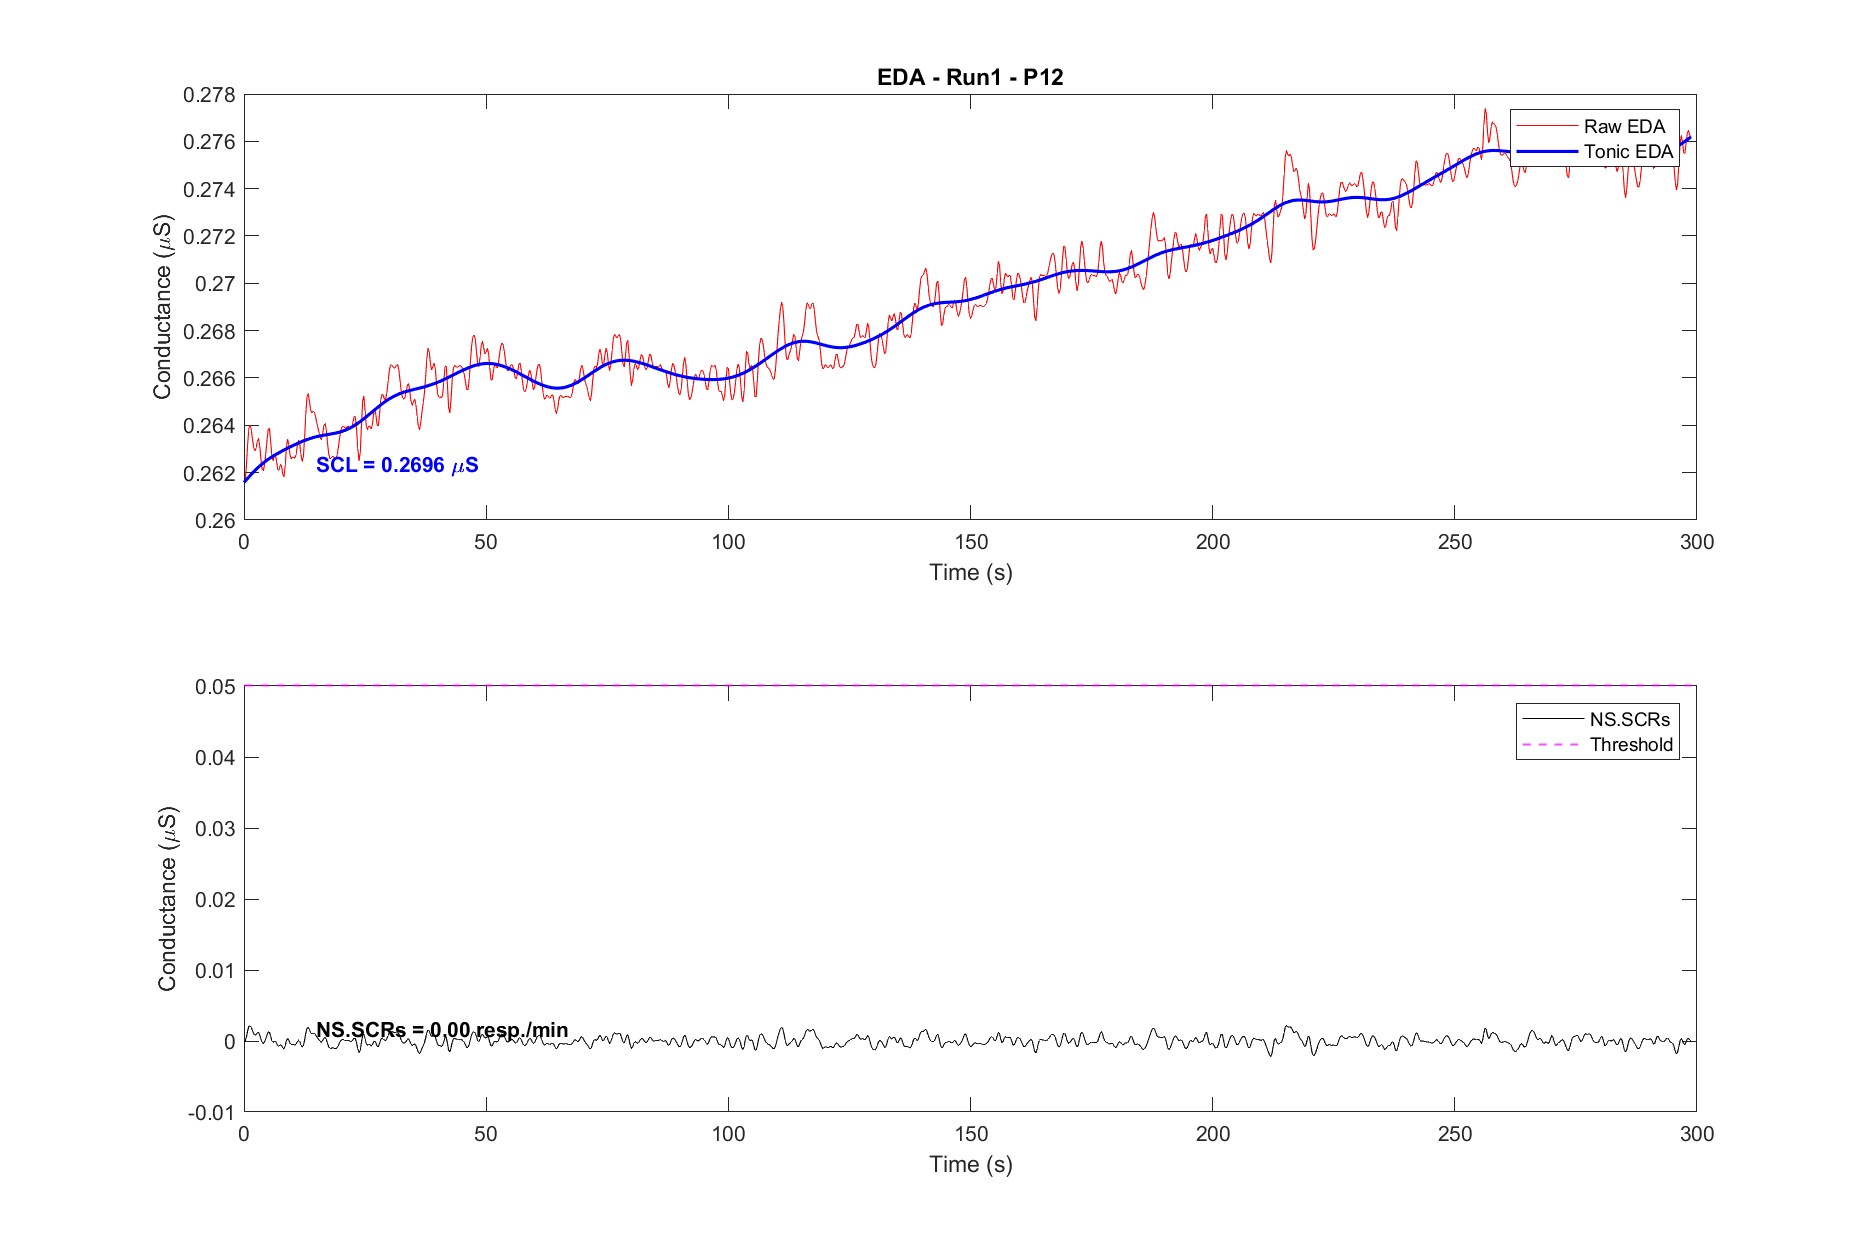 EDA - Run1 - P12
0.278
0.276
0.274
0.272
0.27
0.268
0.266
0.264
0.262
0.26
Conductance (μS)
Raw EDA
Tonic EDA
SCL = 0.2696 μS
0 50 100 150 200 250 300
Time (s)
0.05
0.04
0.03
0.02
0.01
0
-0.01
Conductance (μS)
NS.SCRs
Threshold
NS.SCRs = 0.00 resp./min
0 50 100 150 200 250 300
Time (s)